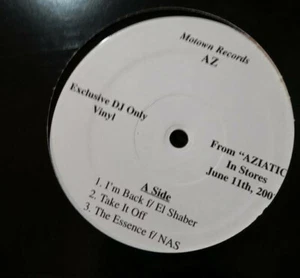 Motown Records
AZ
Exclusive DJ Only
Vinyl
From "AZIATIC
In Stores
June 11th, 200
A Side
1. I'm Back f/ El Shaber
2. Take It Off
3. The Essence f/ NAS